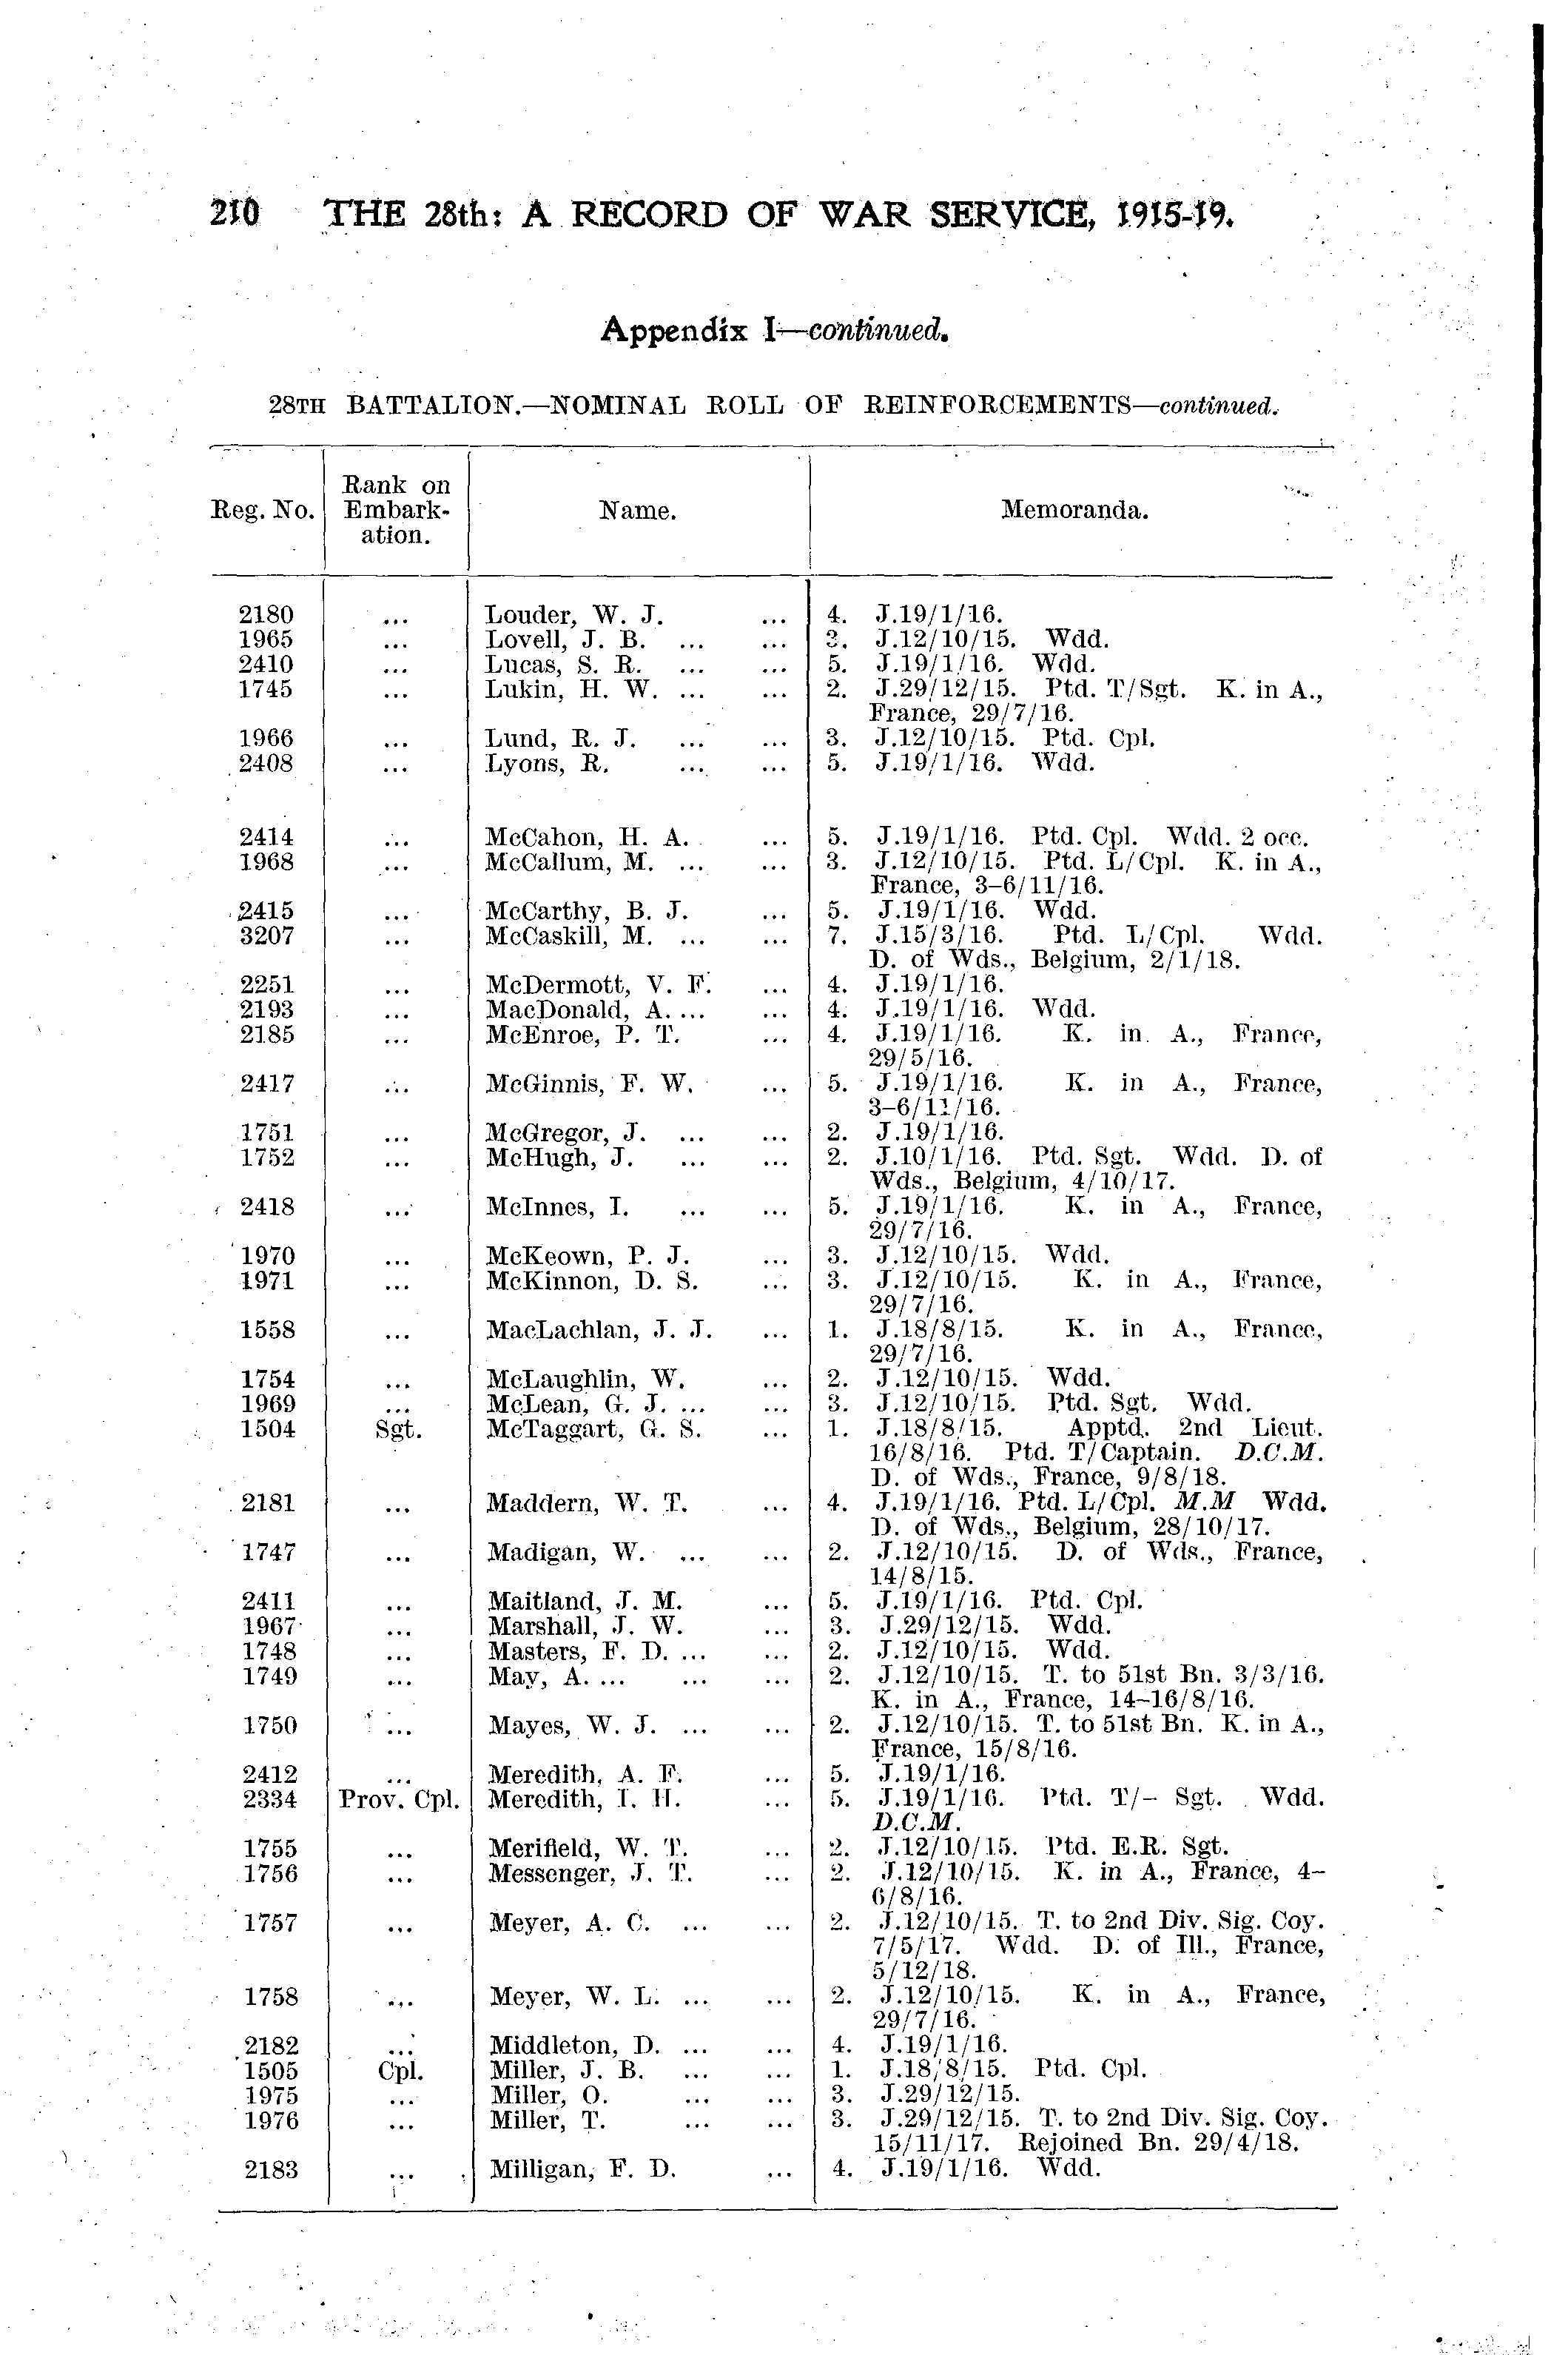 210 THE 28th: A RECORD OF WAR SERVICE, 1915-19.
Appendix I—continued.
28TH BATTALION.—NOMINAL ROLL OF REINFORCEMENTS—continued.
Reg. No. Rank on Embark-ation. Name. Memoranda.
2180 ... Louder, W. J. ... 4. J.19/1/16.
1965 ... Lovell, J. B. ... ... 3. J.12/10/15. Wdd.
2410 ... Lucas, S. R. ... ... 5. J.19/1/16. Wdd.
1745 ... Lukin, H. W. ... ... 2. J.29/12/15. Ptd. T/Sgt. K. in A.,
France, 29/7/16.
1966 ... Lund, R. J. ... ... 3. J.12/10/15. Ptd. Cpl.
2408 ... Lyons, R. ... ... 5. J.19/1/16. Wdd.
2414 ... McCahon, H. A. ... 5. J.19/1/16. Ptd. Cpl. Wdd. 2 occ.
1968 ... McCallum, M. ... ... 3. J.12/10/15. Ptd. L/Cpl. K. in A.,
France, 3-6/11/16.
2415 ... McCarthy, B. J. ... 5. J.19/1/16. Wdd.
3207 ... McCaskill, M. ... ... 7. J.15/3/16. Ptd. L/Cpl. Wdd.
D. of Wds., Belgium, 2/1/18.
2251 ... McDermott, V. F. ... 4. J.19/1/16.
2193 ... MacDonald, A. ... ... 4. J.19/1/16. Wdd.
2185 ... McEnroe, P. T. ... 4. J.19/1/16. K. in A., France,
29/5/16.
2417 ... McGinnis, F. W. ... 5. J.19/1/16. K. in A., France,
3-6/11/16.
1751 ... McGregor, J. ... ... 2. J.19/1/16.
1752 ... McHugh, J. ... ... 2. J.10/1/16. Ptd. Sgt. Wdd. D. of
Wds., Belgium, 4/10/17.
2418 ... McInnes, I. ... ... 5. J.19/1/16. K. in A., France,
29/7/16.
1970 ... McKeown, P. J. ... 3. J.12/10/15. Wdd.
1971 ... McKinnon, D. S. ... 3. J.12/10/15. K. in A., France,
29/7/16.
1558 ... MacLachlan, J. J. ... 1. J.18/8/15. K. in A., France,
29/7/16.
1754 ... McLaughlin, W. ... 2. J.12/10/15. Wdd.
1969 ... McLean, G. J. ... ... 3. J.12/10/15. Ptd. Sgt. Wdd.
1504 Sgt. McTaggart, G. S. ... 1. J.18/8/15. Apptd. 2nd Lieut.
16/8/16. Ptd. T/Captain. D.C.M.
D. of Wds., France, 9/8/18.
2181 ... Maddern, W. T. ... 4. J.19/1/16. Ptd. L/Cpl. M.M Wdd.
D. of Wds., Belgium, 28/10/17.
1747 ... Madigan, W. ... ... 2. J.12/10/15. D. of Wds., France,
14/8/15.
2411 ... Maitland, J. M. ... 5. J.19/1/16. Ptd. Cpl.
1967 ... Marshall, J. W. ... 3. J.29/12/15. Wdd.
1748 ... Masters, F. D. ... ... 2. J.12/10/15. Wdd.
1749 ... May, A. ... ... ... 2. J.12/10/15. T. to 51st Bn. 3/3/16.
K. in A., France, 14-16/8/16.
1750 ... Mayes, W. J. ... ... 2. J.12/10/15. T. to 51st Bn. K. in A.,
France, 15/8/16.
2412 ... Meredith, A. F. ... 5. J.19/1/16.
2334 Prov. Cpl. Meredith, I. H. ... 5. J.19/1/16. Ptd. T/- Sgt. Wdd.
D.C.M.
1755 ... Merifield, W. T. ... 2. J.12/10/15. Ptd. E.R. Sgt.
1756 ... Messenger, J. T. ... 2. J.12/10/15. K. in A., France, 4-
6/8/16.
1757 ... Meyer, A. C. ... ... 2. J.12/10/15. T. to 2nd Div. Sig. Coy.
7/5/17. Wdd. D. of Ill., France,
5/12/18.
1758 ... Meyer, W. L. ... ... 2. J.12/10/15. K. in A., France,
29/7/16.
2182 ... Middleton, D. ... ... 4. J.19/1/16.
1505 Cpl. Miller, J. B. ... ... 1. J.18/8/15. Ptd. Cpl.
1975 ... Miller, O. ... ... 3. J.29/12/15.
1976 ... Miller, T. ... ... 3. J.29/12/15. T. to 2nd Div. Sig. Coy.
15/11/17. Rejoined Bn. 29/4/18.
2183 ... Milligan, F. D. ... 4. J.19/1/16. Wdd.